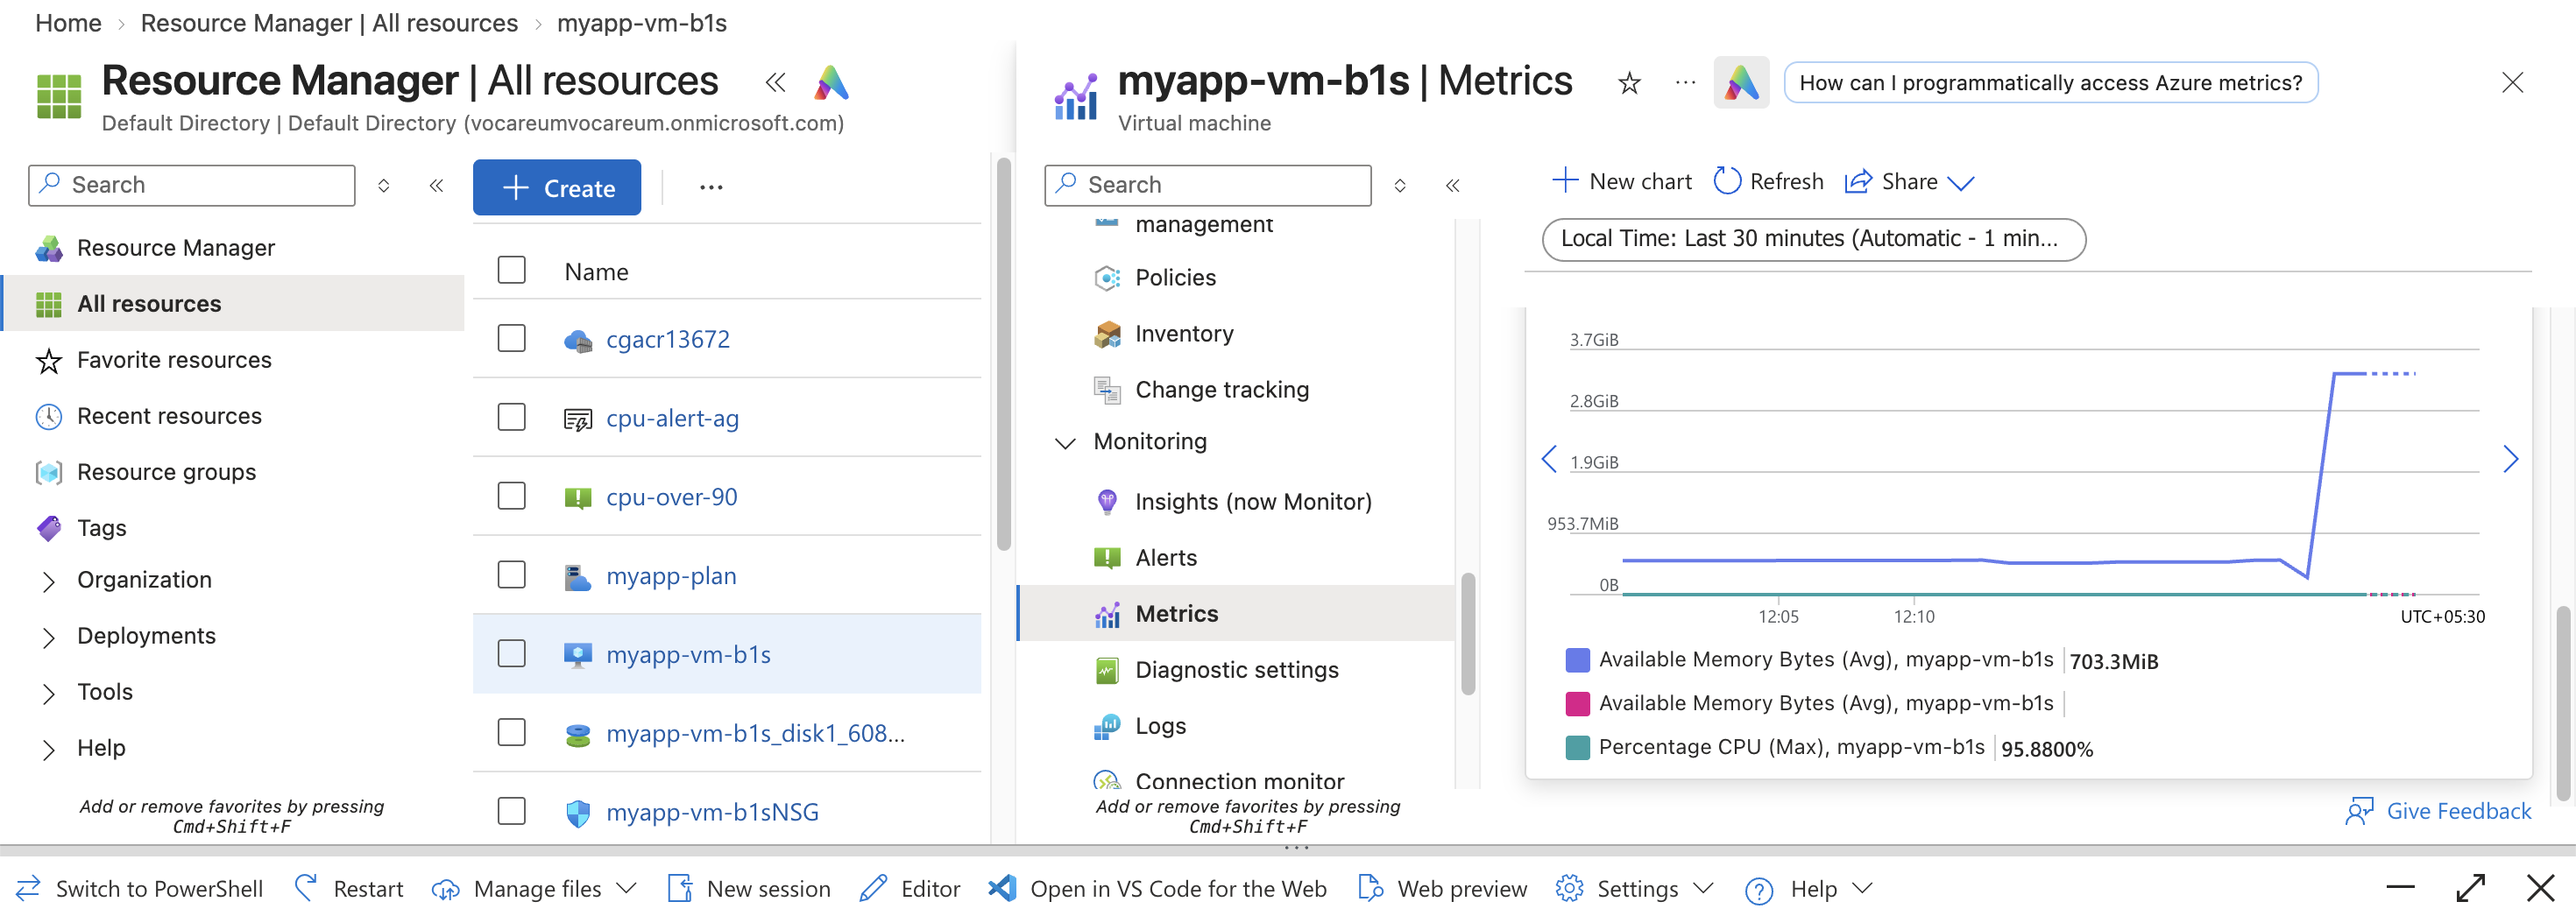 Home > Resource Manager | All resources > myapp-vm-b1s
Resource Manager | All resources
Default Directory | Default Directory (vocareumvocareum.onmicrosoft.com)
Search
Resource Manager
All resources
Favorite resources
Recent resources
Resource groups
Tags
Organization
Deployments
Tools
Help
Add or remove favorites by pressing
Cmd+Shift+F
+ Create
...
Name
cgacr13672
cpu-alert-ag
cpu-over-90
myapp-plan
myapp-vm-b1s
myapp-vm-b1s_disk1_608...
myapp-vm-b1sNSG
myapp-vm-b1s | Metrics
Virtual machine
How can I programmatically access Azure metrics?
Search
management
Policies
Inventory
Change tracking
Monitoring
Insights (now Monitor)
Alerts
Metrics
Diagnostic settings
Logs
Connection monitor
Add or remove favorites by pressing
Cmd+Shift+F
New chart Refresh Share
Local Time: Last 30 minutes (Automatic - 1 min...
3.7GiB
2.8GiB
1.9GiB
953.7MiB
0B
12:05 12:10 UTC+05:30
Available Memory Bytes (Avg), myapp-vm-b1s | 703.3MiB
Available Memory Bytes (Avg), myapp-vm-b1s |
Percentage CPU (Max), myapp-vm-b1s | 95.8800%
Give Feedback
Switch to PowerShell Restart Manage files New session Editor Open in VS Code for the Web Web preview Settings Help